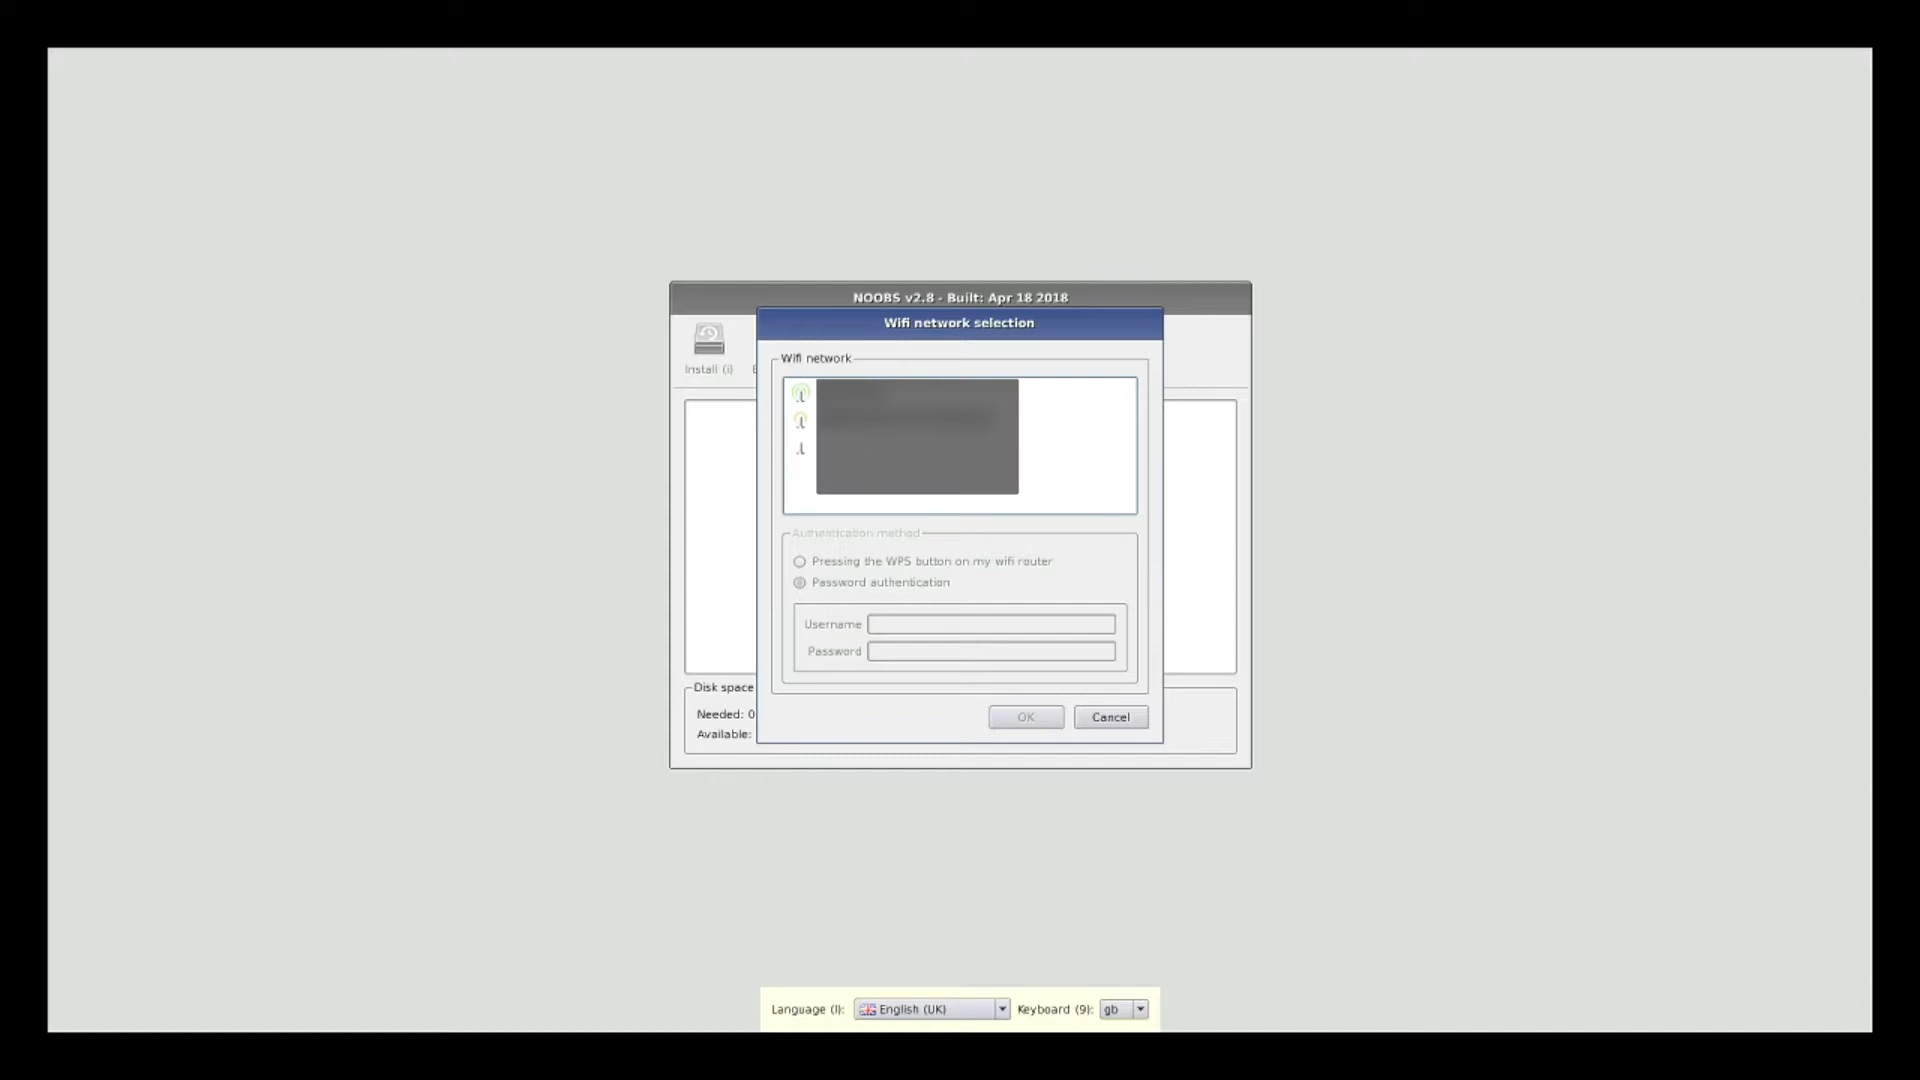 NOOBS v2.8 - Built: Apr 18 2018
Wifi network selection
Install (i)
Wifi network
Authentication method
Pressing the WPS button on my wifi router
Password authentication
Username
Password
Disk space
Needed: 0
Available:
OK
Cancel
Language (l):
English (UK)
Keyboard (9):
gb